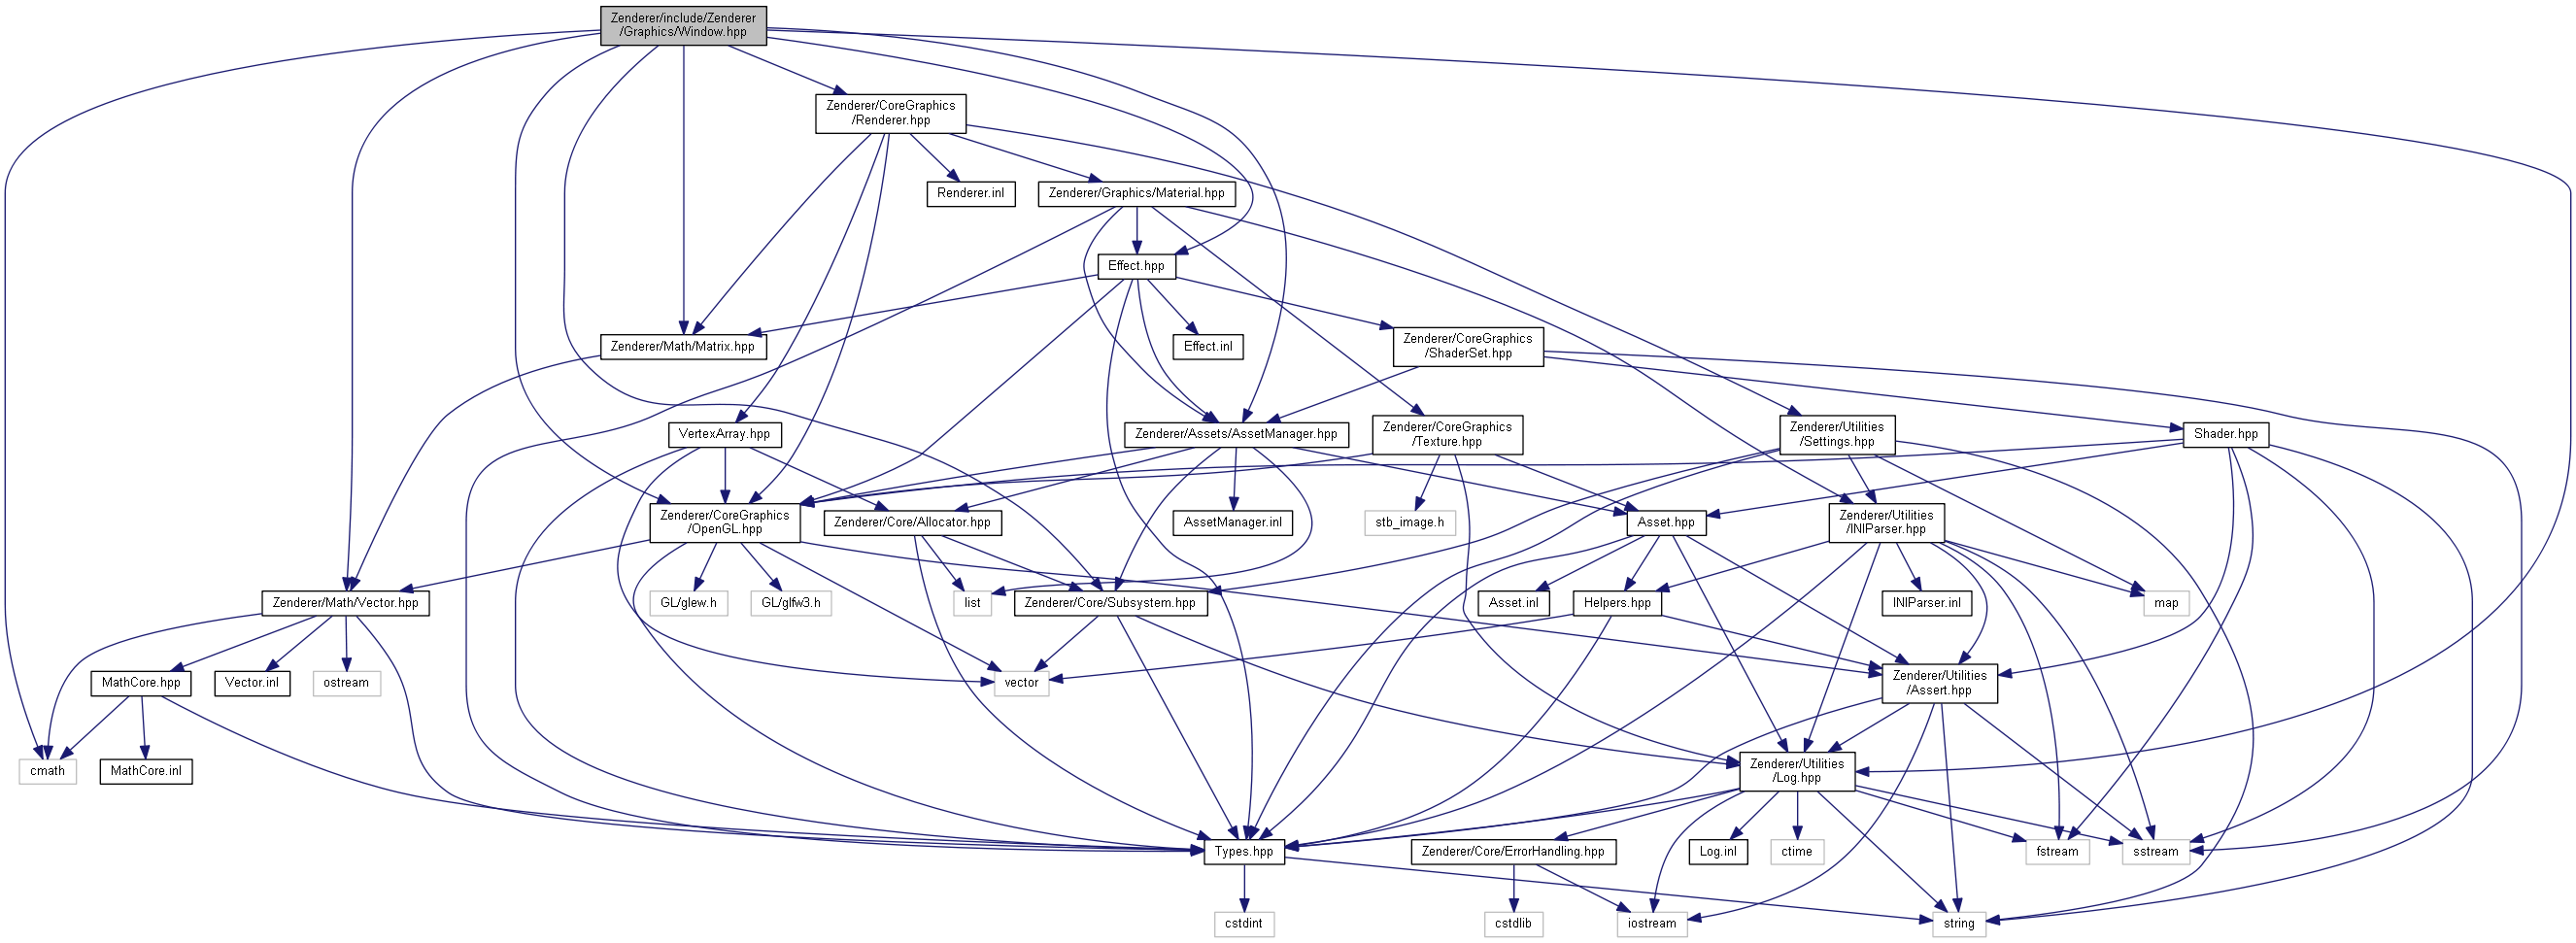 Zenderer/include/Zenderer
/Graphics/Window.hpp
Zenderer/CoreGraphics
/Renderer.hpp
Renderer.inl
Zenderer/Graphics/Material.hpp
Effect.hpp
Zenderer/Math/Matrix.hpp
Effect.inl
Zenderer/CoreGraphics
/ShaderSet.hpp
VertexArray.hpp
Zenderer/Assets/AssetManager.hpp
Zenderer/CoreGraphics
/Texture.hpp
Zenderer/Utilities
/Settings.hpp
Shader.hpp
Zenderer/CoreGraphics
/OpenGL.hpp
Zenderer/Core/Allocator.hpp
AssetManager.inl
stb_image.h
Asset.hpp
Zenderer/Utilities
/INIParser.hpp
Zenderer/Math/Vector.hpp
GL/glew.h
GL/glfw3.h
list
Zenderer/Core/Subsystem.hpp
Asset.inl
Helpers.hpp
INIParser.inl
map
MathCore.hpp
Vector.inl
ostream
vector
Zenderer/Utilities
/Assert.hpp
cmath
MathCore.inl
Zenderer/Utilities
/Log.hpp
Types.hpp
Zenderer/Core/ErrorHandling.hpp
Log.inl
ctime
fstream
sstream
cstdint
cstdlib
iostream
string